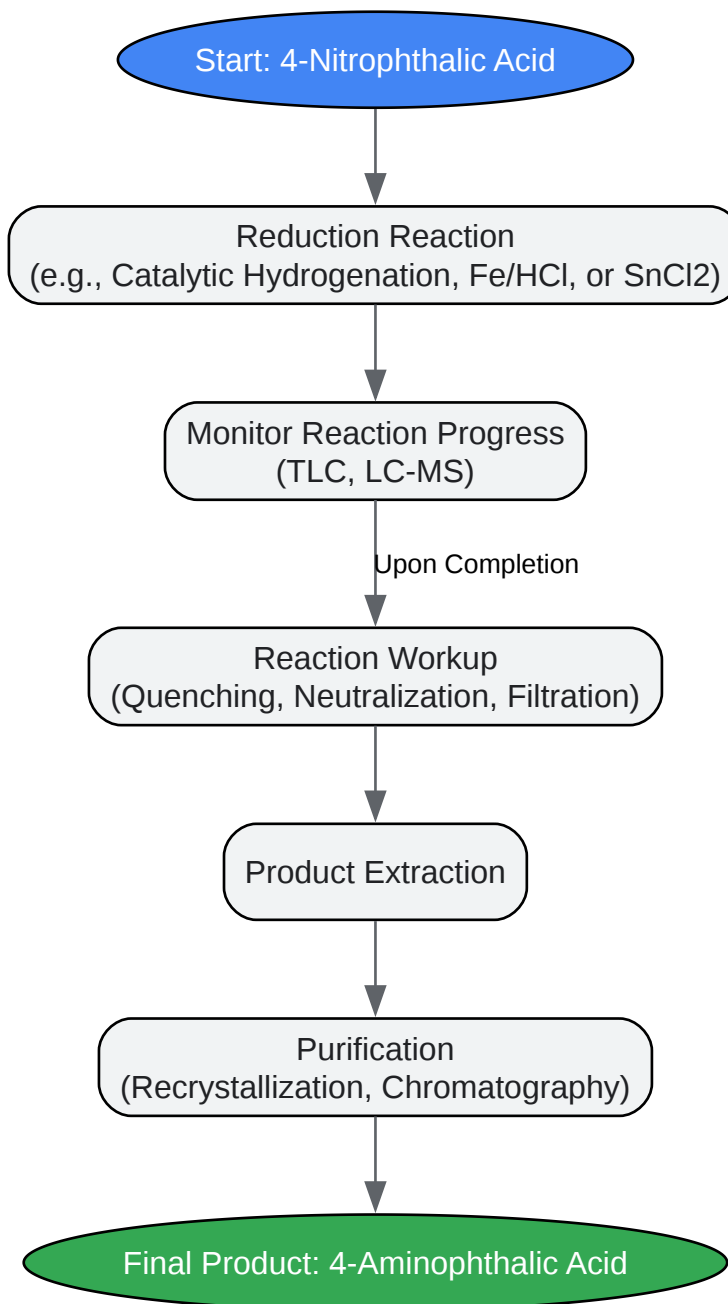 Start: 4-Nitrophthalic Acid
Reduction Reaction
(e.g., Catalytic Hydrogenation, Fe/HCl, or SnCl2)
Monitor Reaction Progress
(TLC, LC-MS)
Upon Completion
Reaction Workup
(Quenching, Neutralization, Filtration)
Product Extraction
Purification
(Recrystallization, Chromatography)
Final Product: 4-Aminophthalic Acid